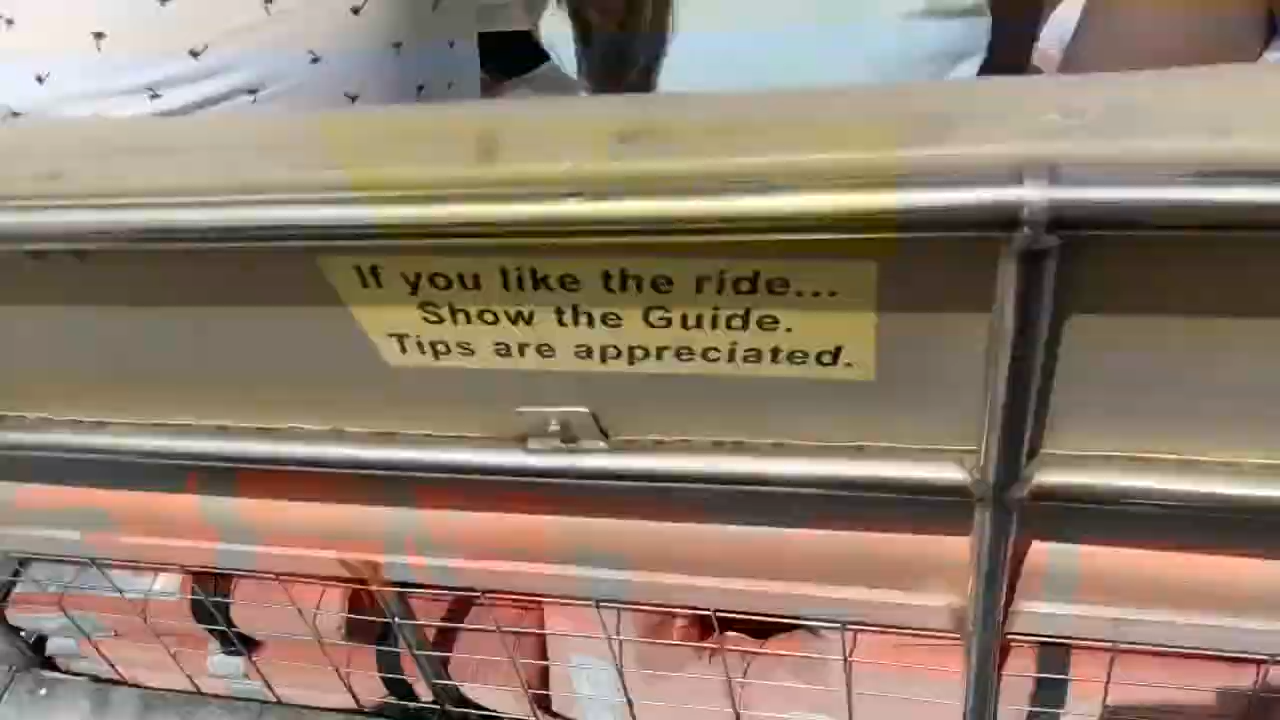 If you like the ride...
Show the Guide.
Tips are appreciated.